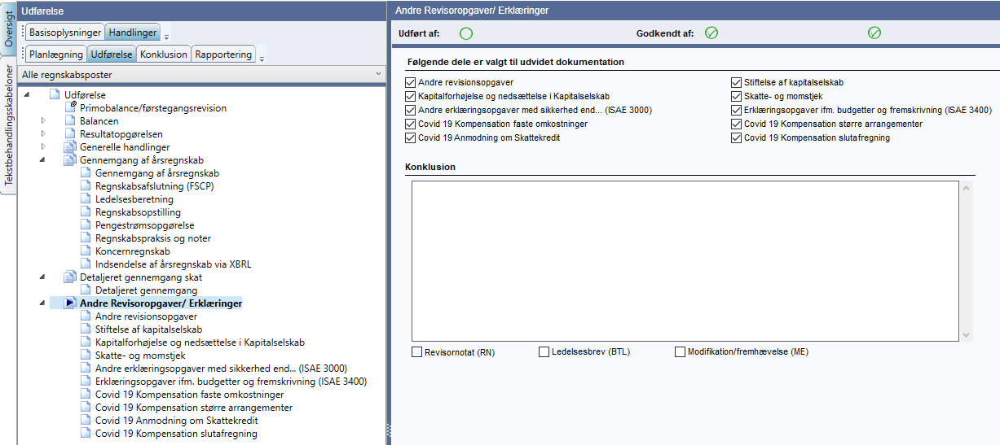 Oversigt
Tekstbehandlingsskabeloner
Udførelse
Basisoplysninger Handlinger
Planlægning Udførelse Konklusion Rapportering
Alle regnskabsposter
Udførelse
Primobalance/førstegangsrevision
Balancen
Resultatopgørelsen
Generelle handlinger
Gennemgang af årsregnskab
Gennemgang af årsregnskab
Regnskabsafslutning (FSCP)
Ledelsesberetning
Regnskabsopstilling
Pengestrømsopgørelse
Regnskabspraksis og noter
Koncernregnskab
Indsendelse af årsregnskab via XBRL
Detaljeret gennemgang skat
Detaljeret gennemgang
Andre Revisoropgaver/ Erklæringer
Andre revisionsopgaver
Stiftelse af kapitalselskab
Kapitalforhøjelse og nedsættelse i Kapitalselskab
Skatte- og momstjek
Andre erklæringsopgaver med sikkerhed end... (ISAE 3000)
Erklæringsopgaver ifm. budgetter og fremskrivning (ISAE 3400)
Covid 19 Kompensation faste omkostninger
Covid 19 Kompensation større arrangementer
Covid 19 Anmodning om Skattekredit
Covid 19 Kompensation slutafregning
Andre Revisoropgaver/ Erklæringer
Udført af: Godkendt af:
Følgende dele er valgt til udvidet dokumentation
Andre revisionsopgaver Stiftelse af kapitalselskab
Kapitalforhøjelse og nedsættelse i Kapitalselskab Skatte- og momstjek
Andre erklæringsopgaver med sikkerhed end... (ISAE 3000) Erklæringsopgaver ifm. budgetter og fremskrivning (ISAE 3400)
Covid 19 Kompensation faste omkostninger Covid 19 Kompensation større arrangementer
Covid 19 Anmodning om Skattekredit Covid 19 Kompensation slutafregning
Konklusion
Revisornotat (RN) Ledelsesbrev (BTL) Modifikation/fremhævelse (ME)